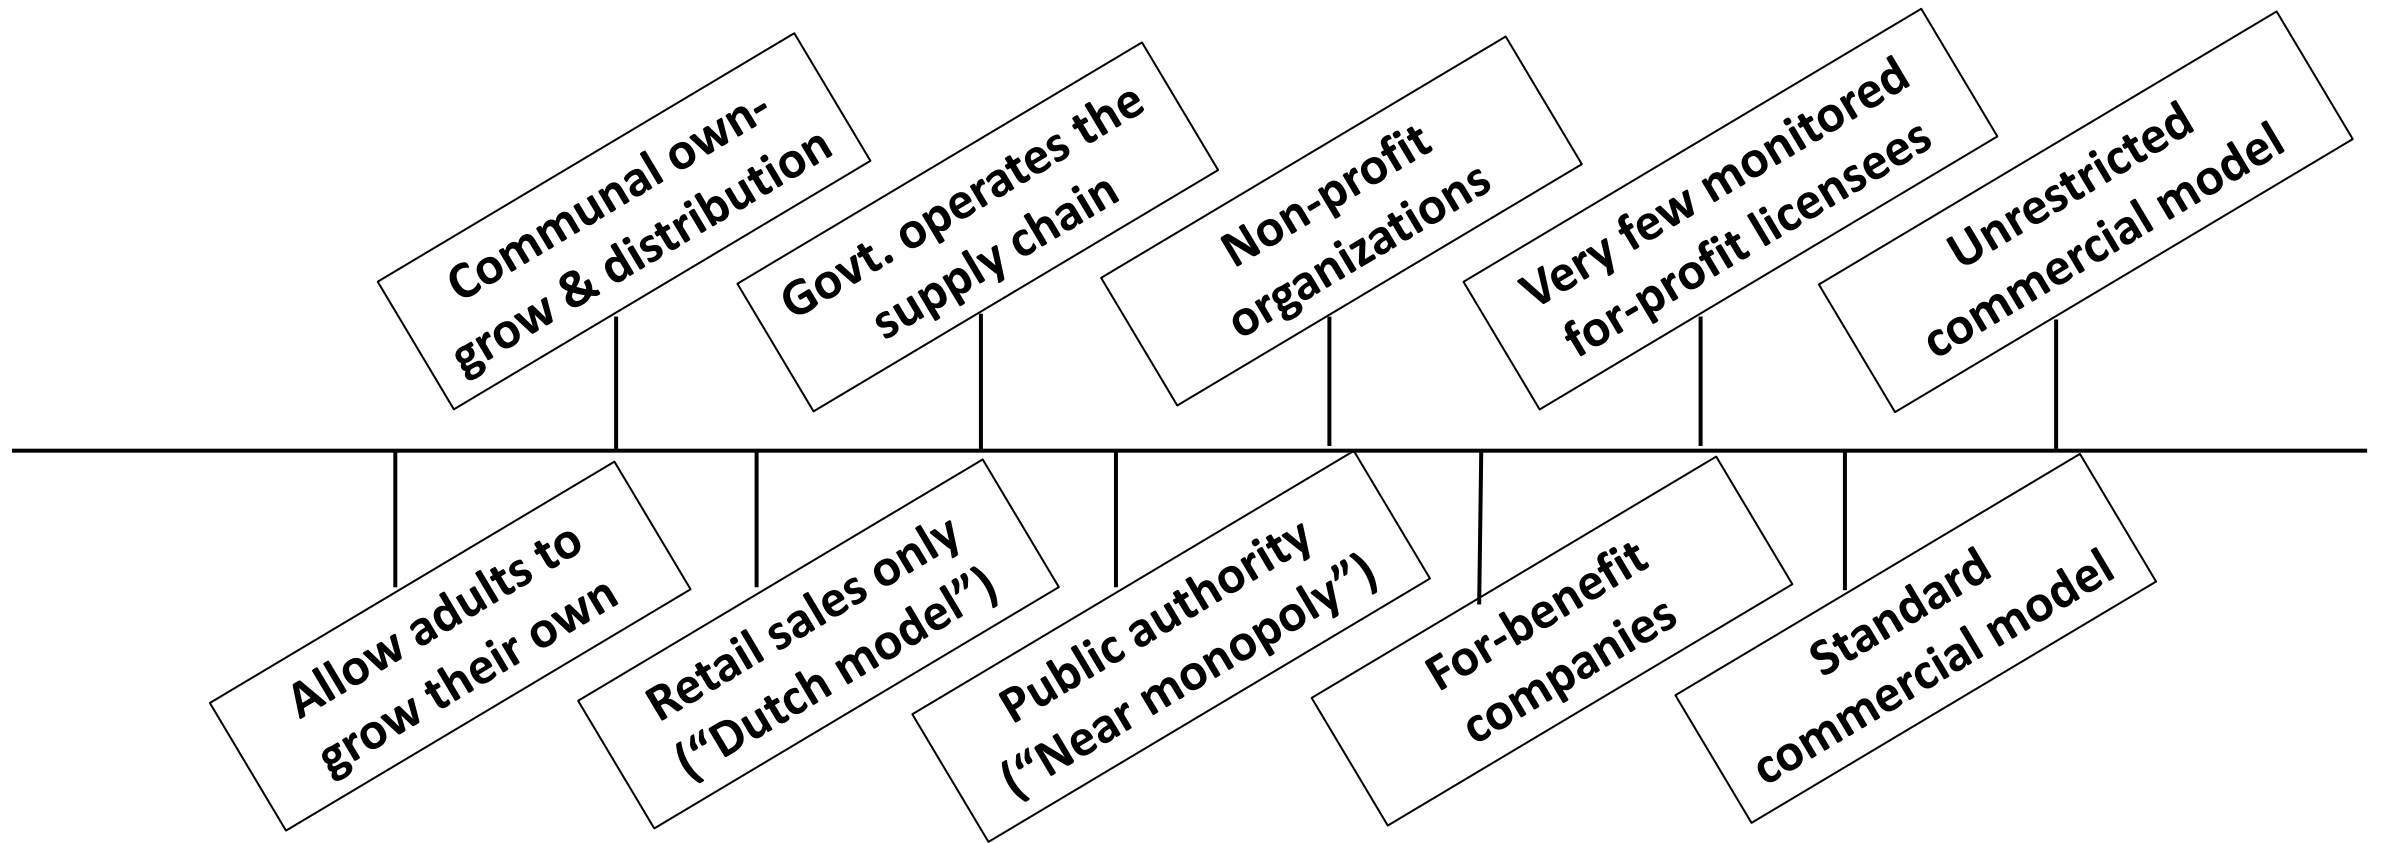 Communal own-
grow & distribution
Govt. operates the
supply chain
Non-profit
organizations
Very few monitored
for-profit licensees
Unrestricted
commercial model
Allow adults to
grow their own
Retail sales only
(“Dutch model”)
Public authority
(“Near monopoly”)
For-benefit
companies
Standard
commercial model